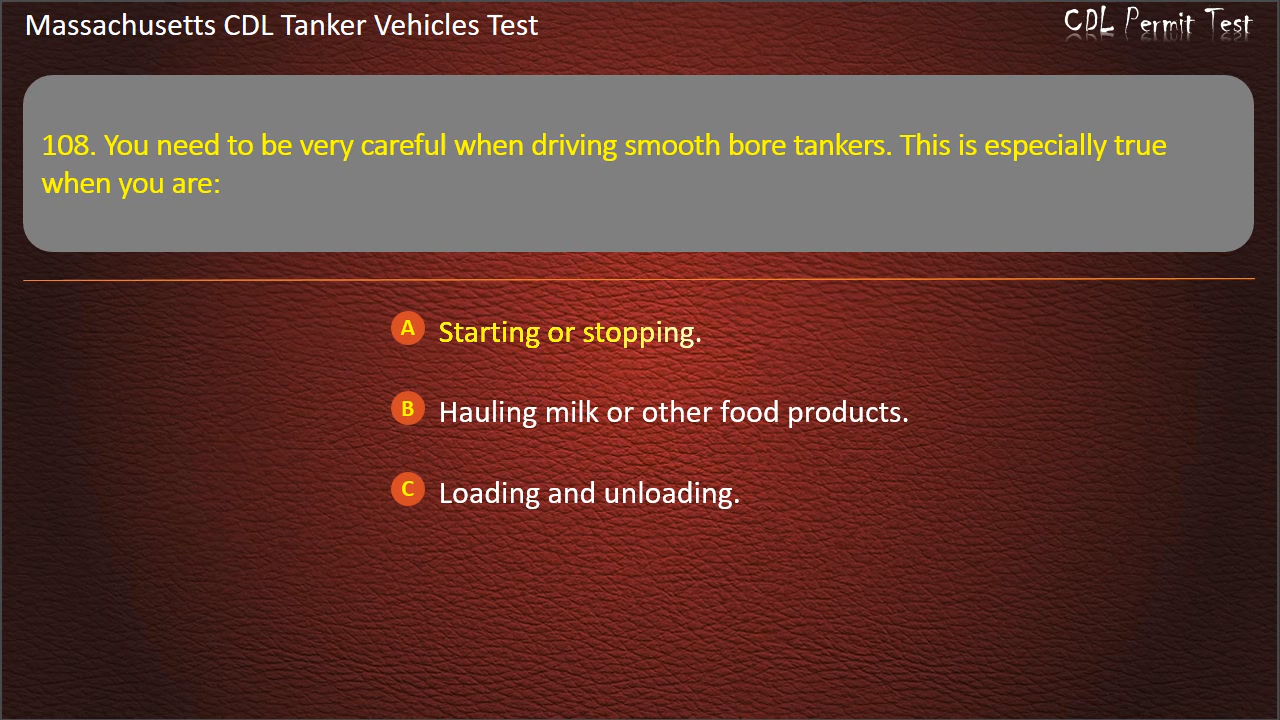 Massachusetts CDL Tanker Vehicles Test
CDL Permit Test
108. You need to be very careful when driving smooth bore tankers. This is especially true
when you are:
A Starting or stopping.
B Hauling milk or other food products.
C Loading and unloading.